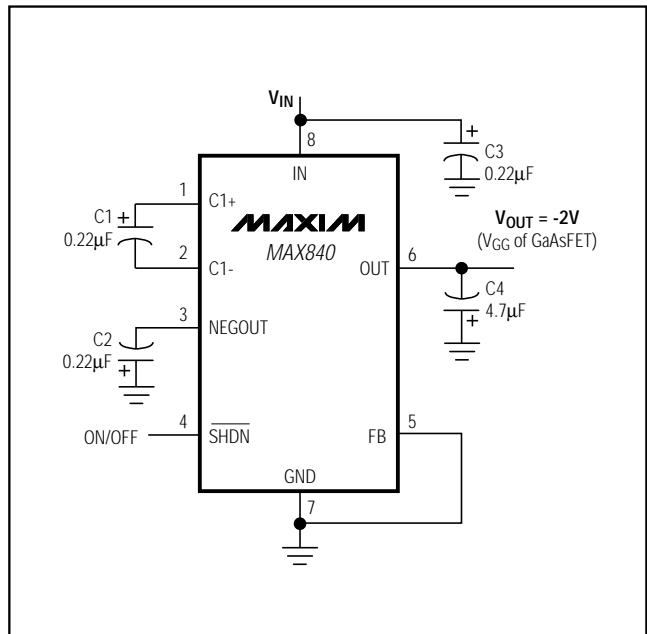 VIN
8
IN
C3
0.22µF
1
C1+
C1
0.22µF
MAXIM
MAX840
VOUT = -2V
(VGG of GaAsFET)
2
C1-
OUT
6
C4
4.7µF
3
NEGOUT
C2
0.22µF
4
ON/OFF
SHDN
FB
5
GND
7